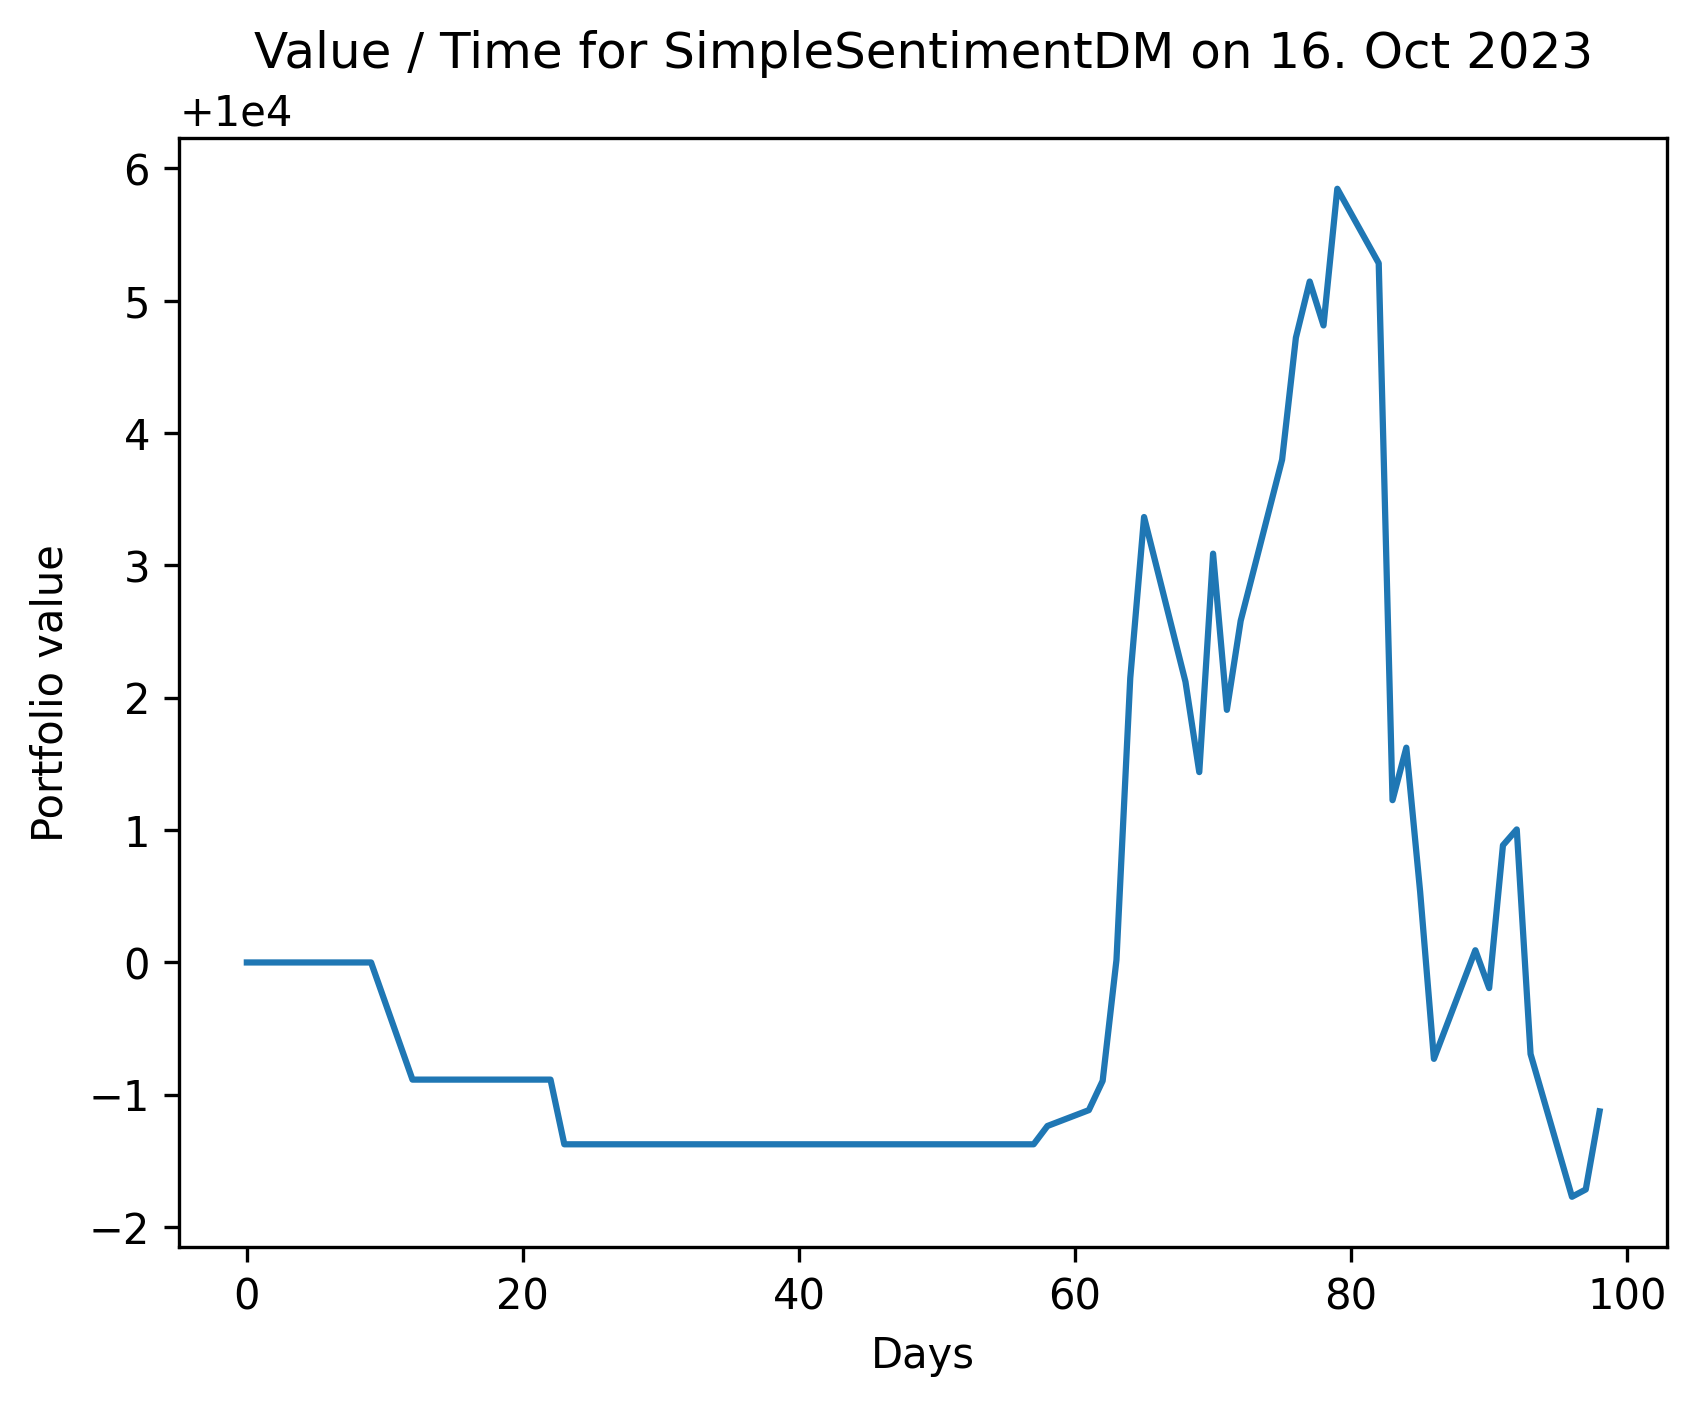 Value / Time for SimpleSentimentDM on 16. Oct 2023
+1e4
6
5
4
3
2
1
0
−1
−2
Portfolio value
0 20 40 60 80 100
Days